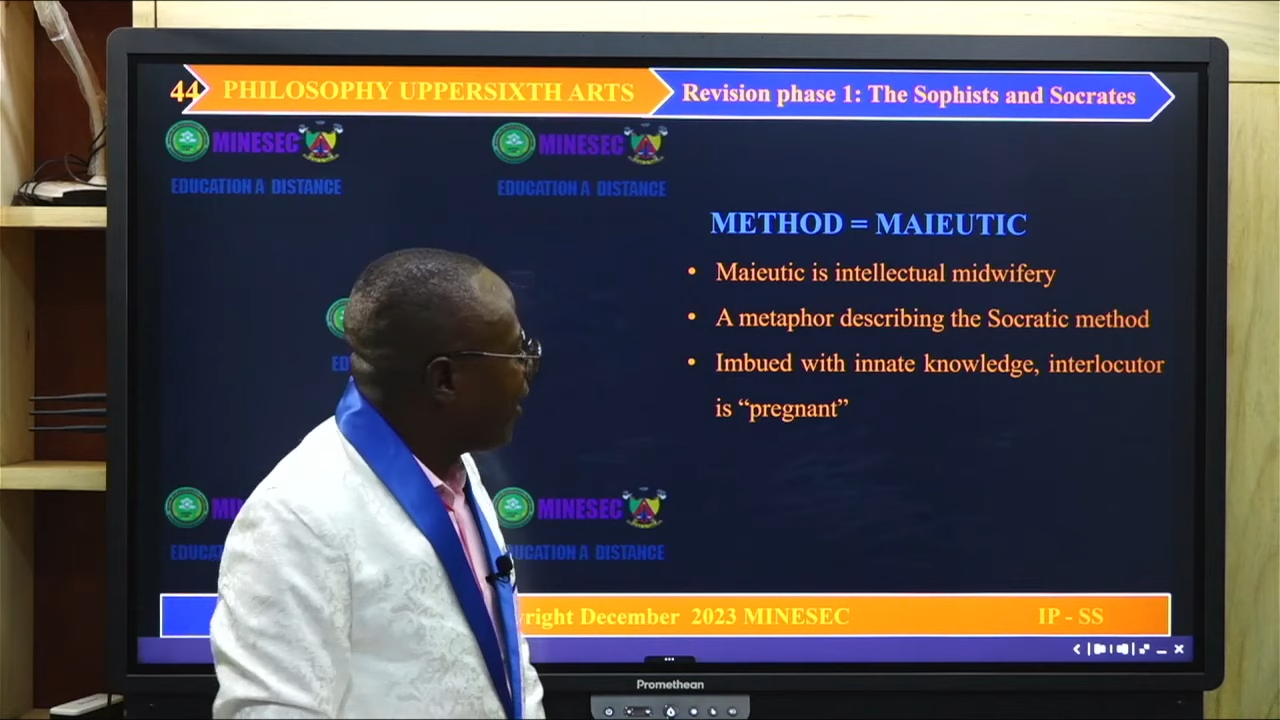 44 PHILOSOPHY UPPERSIXTH ARTS Revision phase 1: The Sophists and Socrates
MINESEC MINESEC
EDUCATION A DISTANCE EDUCATION A DISTANCE
METHOD = MAIEUTIC
• Maieutic is intellectual midwifery
• A metaphor describing the Socratic method
• Imbued with innate knowledge, interlocutor
is “pregnant”
MINESEC
EDUCATION A DISTANCE
December 2023 MINESEC IP - SS
Promethean